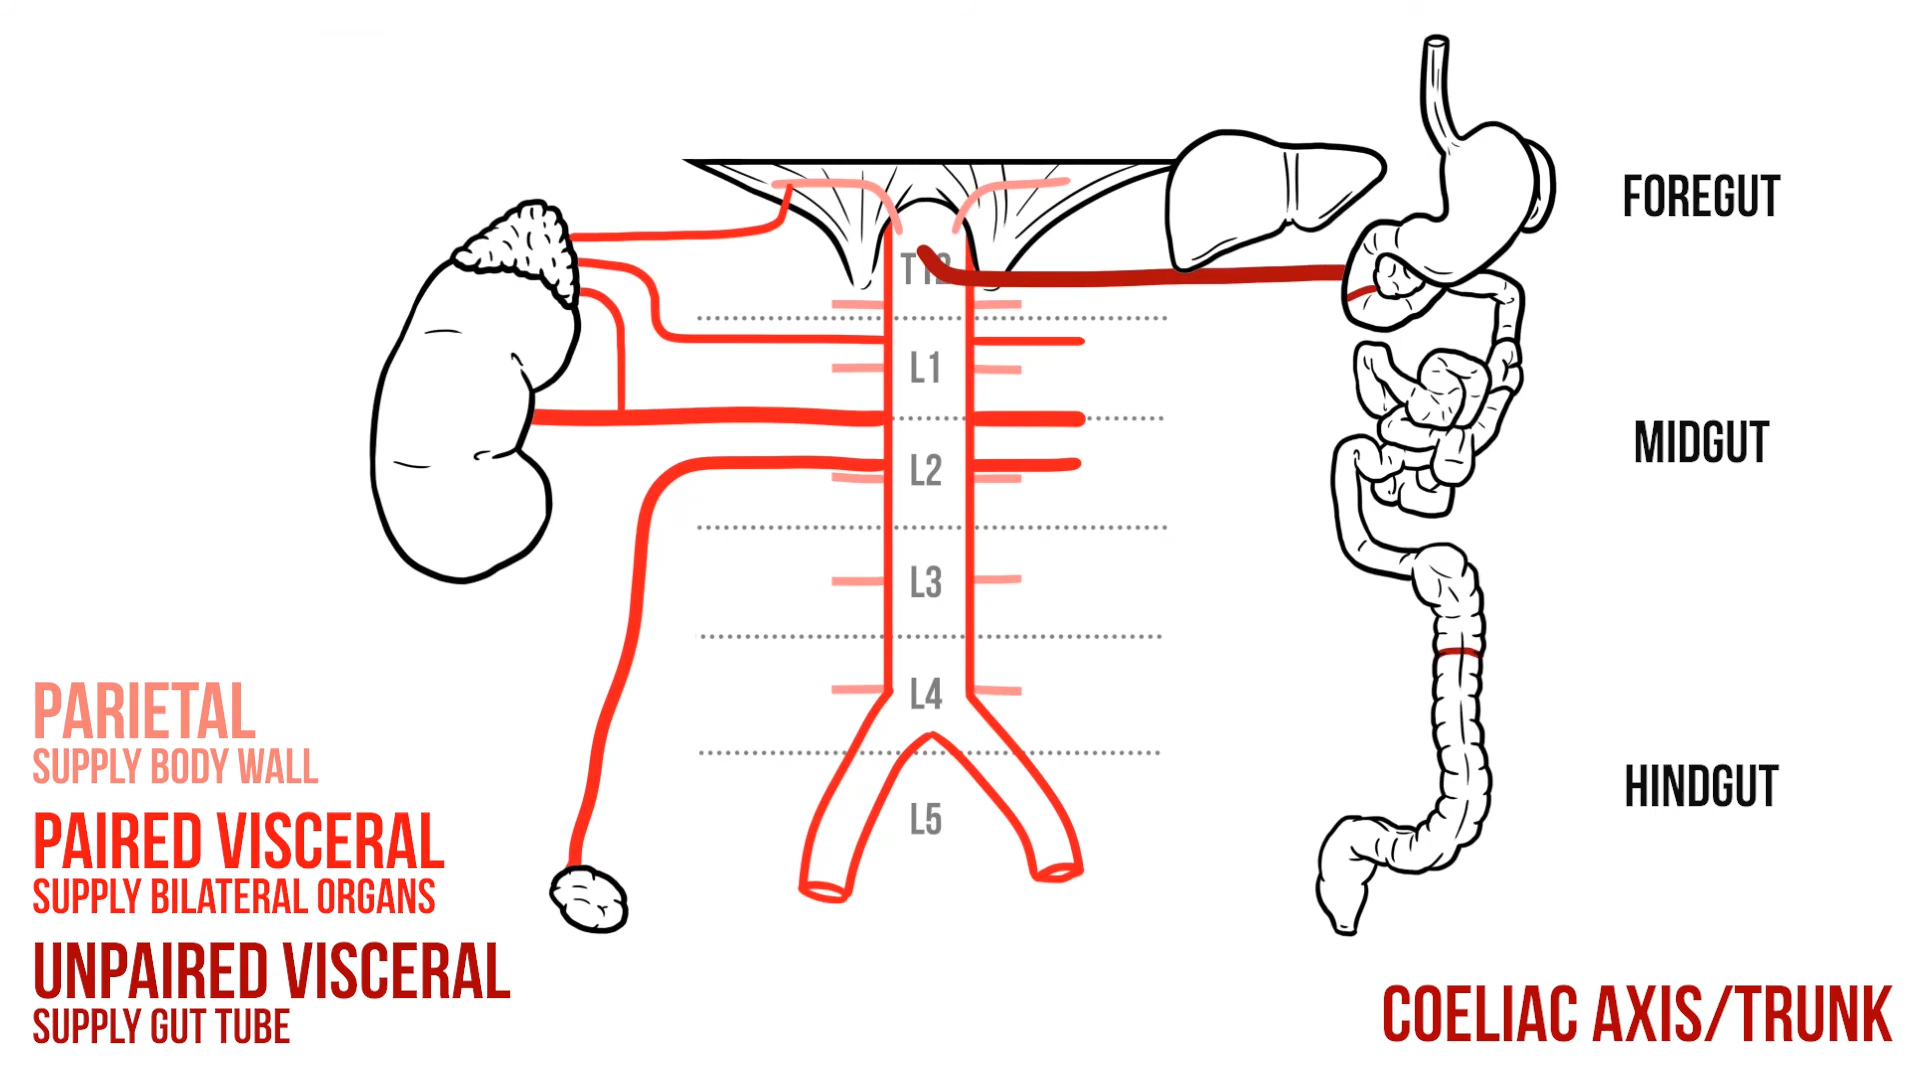 FOREGUT
T12
L1
MIDGUT
L2
L3
L4
PARIETAL
SUPPLY BODY WALL
HINDGUT
L5
PAIRED VISCERAL
SUPPLY BILATERAL ORGANS
UNPAIRED VISCERAL
SUPPLY GUT TUBE
COELIAC AXIS/TRUNK